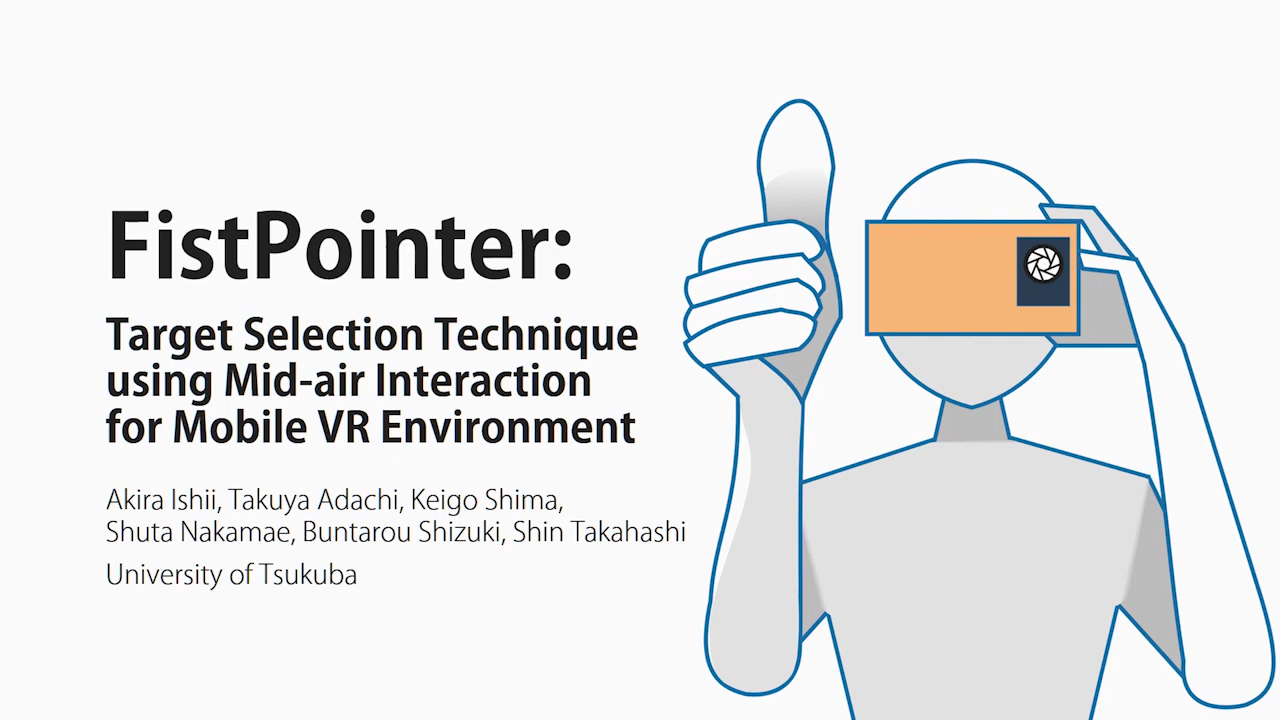 FistPointer:
Target Selection Technique
using Mid-air Interaction
for Mobile VR Environment
Akira Ishii, Takuya Adachi, Keigo Shima,
Shuta Nakamae, Buntarou Shizuki, Shin Takahashi
University of Tsukuba